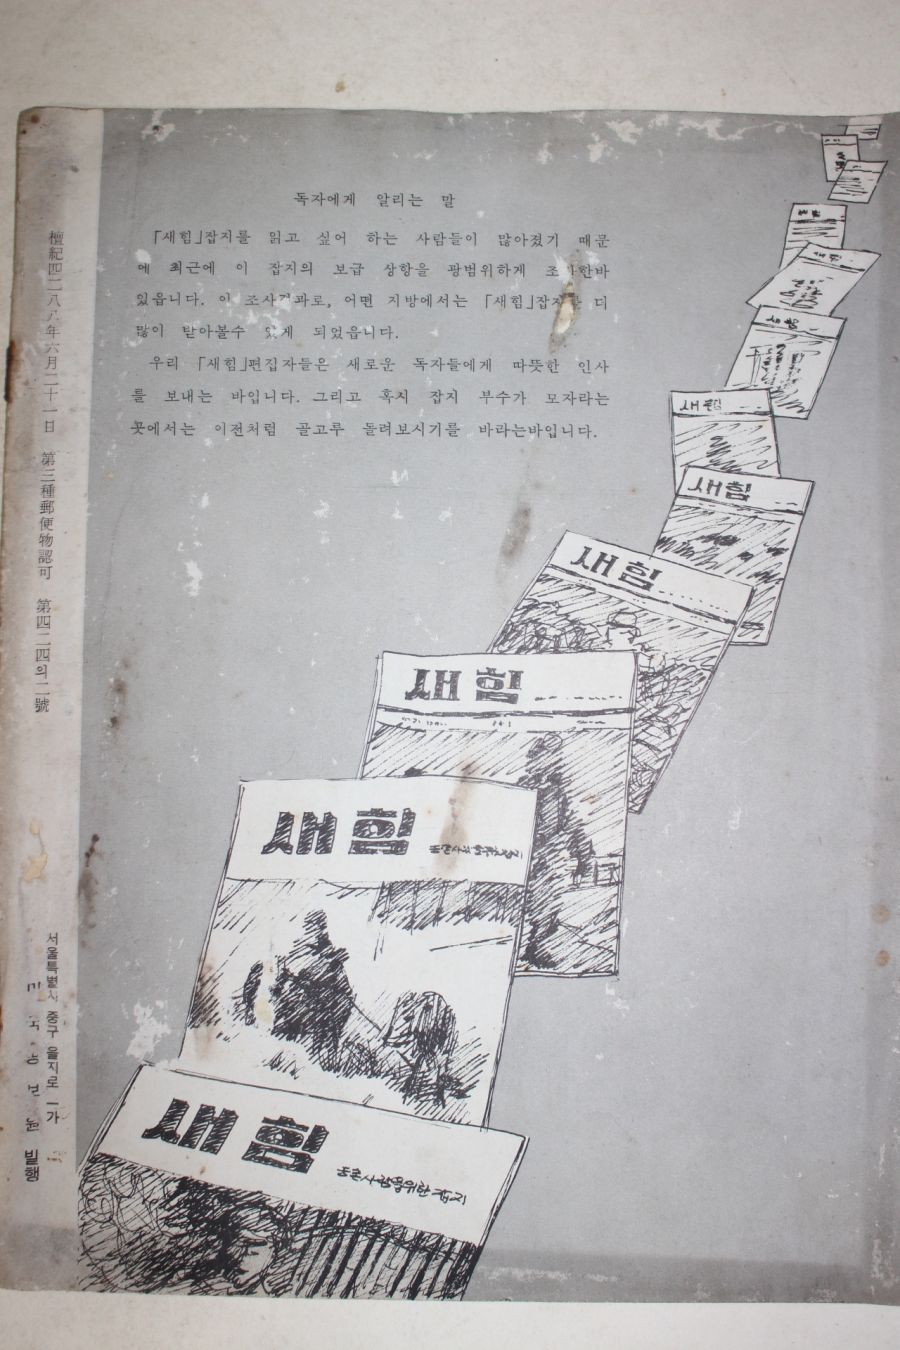 독자에게 알리는 말
「새힘」잡지를 읽고 싶어 하는 사람들이 많아졌기 때문
에 최근에 이 잡지의 보급 상항을 광범위하게 조사한바
있읍니다. 이 조사결과로, 어떤 지방에서는 「새힘」잡지를 더
많이 받아볼수 있게 되었읍니다.
우리 「새힘」편집자들은 새로운 독자들에게 따뜻한 인사
를 보내는 바입니다. 그리고 혹시 잡지 부수가 모자라는
곳에서는 이전처럼 골고루 돌려보시기를 바라는바입니다.
檀紀四二八八年六月二十一日 第三種郵便物認可 第四二四의二號
서울특별시 중구 을지로 一가
발행
새힘
새힘
새힘
새힘
새힘
새힘
새힘
새힘